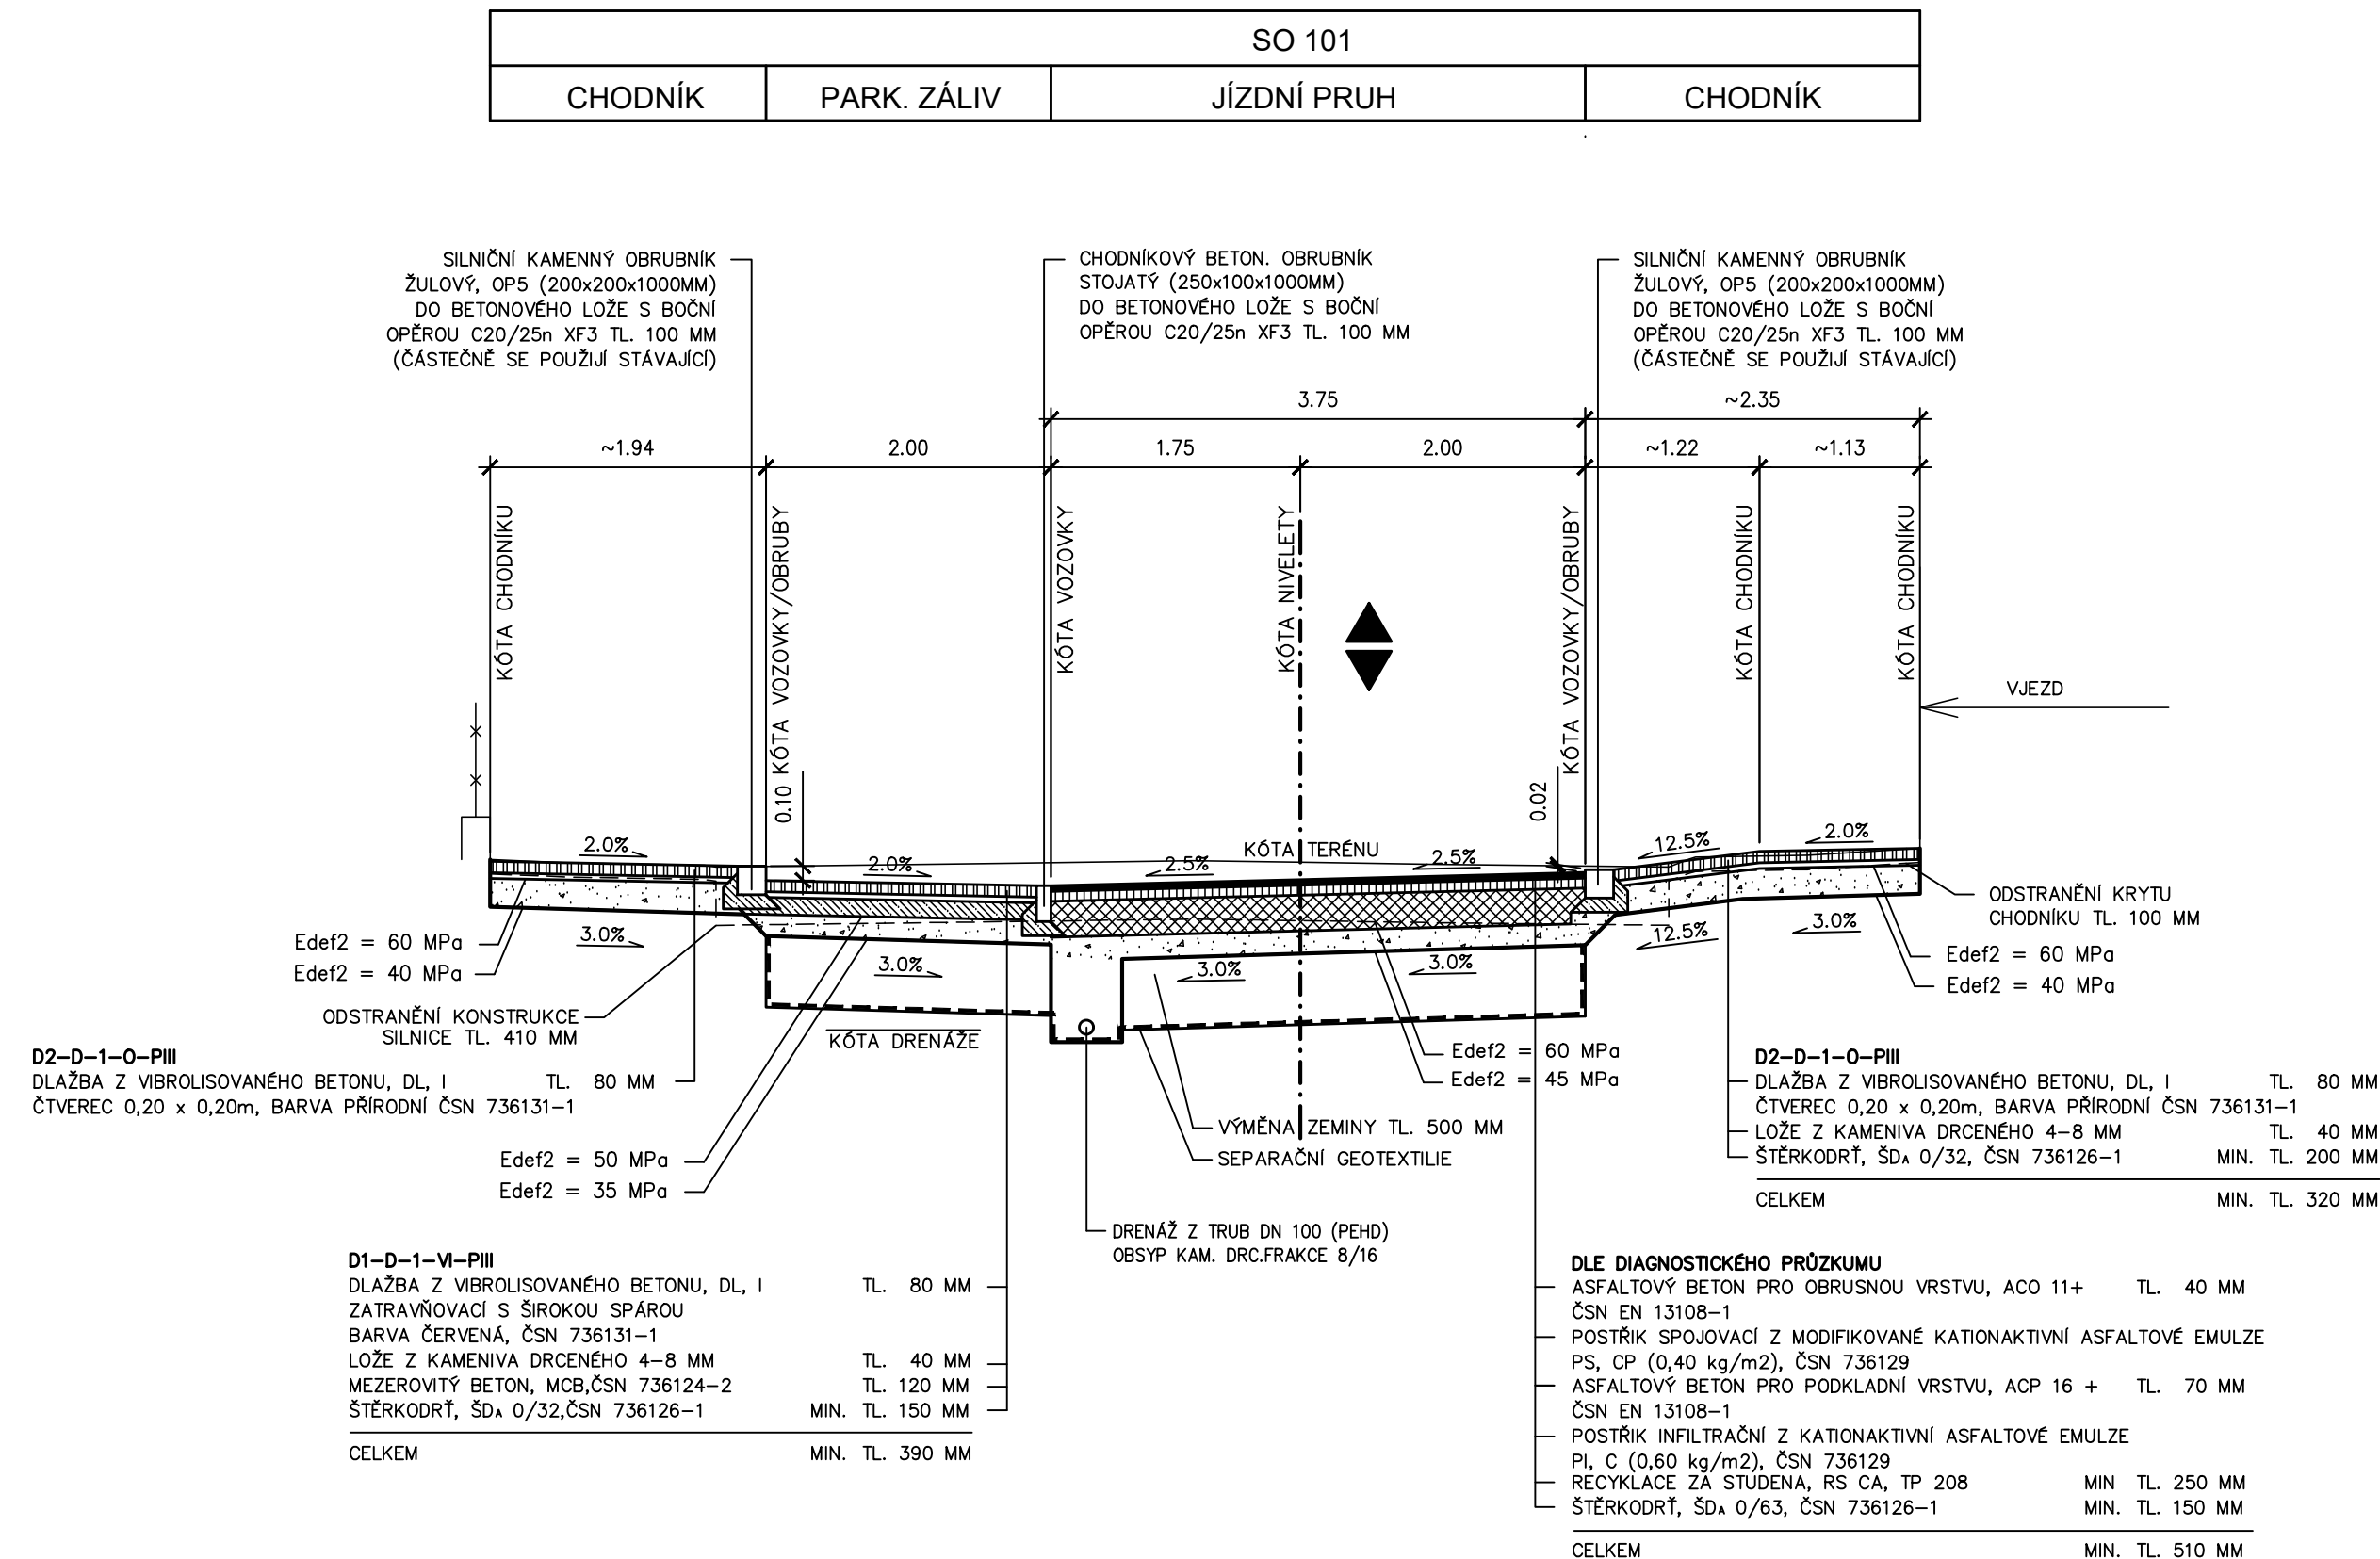 SO 101
CHODNÍK PARK. ZÁLIV JÍZDNÍ PRUH CHODNÍK
SILNIČNÍ KAMENNÝ OBRUBNÍK
ŽULOVÝ, OP5 (200x200x1000MM)
DO BETONOVÉHO LOŽE S BOČNÍ
OPĚROU C20/25n XF3 TL. 100 MM
(ČÁSTEČNĚ SE POUŽIJÍ STÁVAJÍCÍ)
CHODNÍKOVÝ BETON. OBRUBNÍK
STOJATÝ (250x100x1000MM)
DO BETONOVÉHO LOŽE S BOČNÍ
OPĚROU C20/25n XF3 TL. 100 MM
SILNIČNÍ KAMENNÝ OBRUBNÍK
ŽULOVÝ, OP5 (200x200x1000MM)
DO BETONOVÉHO LOŽE S BOČNÍ
OPĚROU C20/25n XF3 TL. 100 MM
(ČÁSTEČNĚ SE POUŽIJÍ STÁVAJÍCÍ)
3.75 ~2.35
~1.94 2.00 1.75 2.00 ~1.22 ~1.13
KÓTA CHODNÍKU
0.10 KÓTA VOZOVKY/OBRUBY
KÓTA VOZOVKY
KÓTA NIVELETY
KÓTA VOZOVKY/OBRUBY
0.02
KÓTA CHODNÍKU
KÓTA CHODNÍKU
VJEZD
KÓTA TERÉNU
2.0% 2.0% 2.5% 2.5% 12.5% 2.0%
3.0% 3.0% 3.0% 3.0% 12.5% 3.0%
ODSTRANĚNÍ KRYTU
CHODNÍKU TL. 100 MM
Edef2 = 60 MPa
Edef2 = 40 MPa
Edef2 = 60 MPa
Edef2 = 40 MPa
ODSTRANĚNÍ KONSTRUKCE
SILNICE TL. 410 MM
KÓTA DRENÁŽE
Edef2 = 60 MPa
Edef2 = 45 MPa
D2-D-1-O-PIII
DLAŽBA Z VIBROLISOVANÉHO BETONU, DL, I TL. 80 MM
ČTVEREC 0,20 x 0,20m, BARVA PŘÍRODNÍ ČSN 736131-1
VÝMĚNA ZEMINY TL. 500 MM
SEPARAČNÍ GEOTEXTILIE
Edef2 = 50 MPa
Edef2 = 35 MPa
D2-D-1-O-PIII
DLAŽBA Z VIBROLISOVANÉHO BETONU, DL, I TL. 80 MM
ČTVEREC 0,20 x 0,20m, BARVA PŘÍRODNÍ ČSN 736131-1
LOŽE Z KAMENIVA DRCENÉHO 4-8 MM TL. 40 MM
ŠTĚRKODRŤ, ŠDA 0/32, ČSN 736126-1 MIN. TL. 200 MM
CELKEM MIN. TL. 320 MM
DRENÁŽ Z TRUB DN 100 (PEHD)
OBSYP KAM. DRC.FRAKCE 8/16
D1-D-1-VI-PIII
DLAŽBA Z VIBROLISOVANÉHO BETONU, DL, I TL. 80 MM
ZATRAVŇOVACÍ S ŠIROKOU SPÁROU
BARVA ČERVENÁ, ČSN 736131-1
LOŽE Z KAMENIVA DRCENÉHO 4-8 MM TL. 40 MM
MEZEROVITÝ BETON, MCB,ČSN 736124-2 TL. 120 MM
ŠTĚRKODRŤ, ŠDA 0/32,ČSN 736126-1 MIN. TL. 150 MM
CELKEM MIN. TL. 390 MM
DLE DIAGNOSTICKÉHO PRŮZKUMU
ASFALTOVÝ BETON PRO OBRUSNOU VRSTVU, ACO 11+ TL. 40 MM
ČSN EN 13108-1
POSTŘIK SPOJOVACÍ Z MODIFIKOVANÉ KATIONAKTIVNÍ ASFALTOVÉ EMULZE
PS, CP (0,40 kg/m2), ČSN 736129
ASFALTOVÝ BETON PRO PODKLADNÍ VRSTVU, ACP 16 + TL. 70 MM
ČSN EN 13108-1
POSTŘIK INFILTRAČNÍ Z KATIONAKTIVNÍ ASFALTOVÉ EMULZE
PI, C (0,60 kg/m2), ČSN 736129
RECYKLACE ZA STUDENA, RS CA, TP 208 MIN TL. 250 MM
ŠTĚRKODRŤ, ŠDA 0/63, ČSN 736126-1 MIN. TL. 150 MM
CELKEM MIN. TL. 510 MM